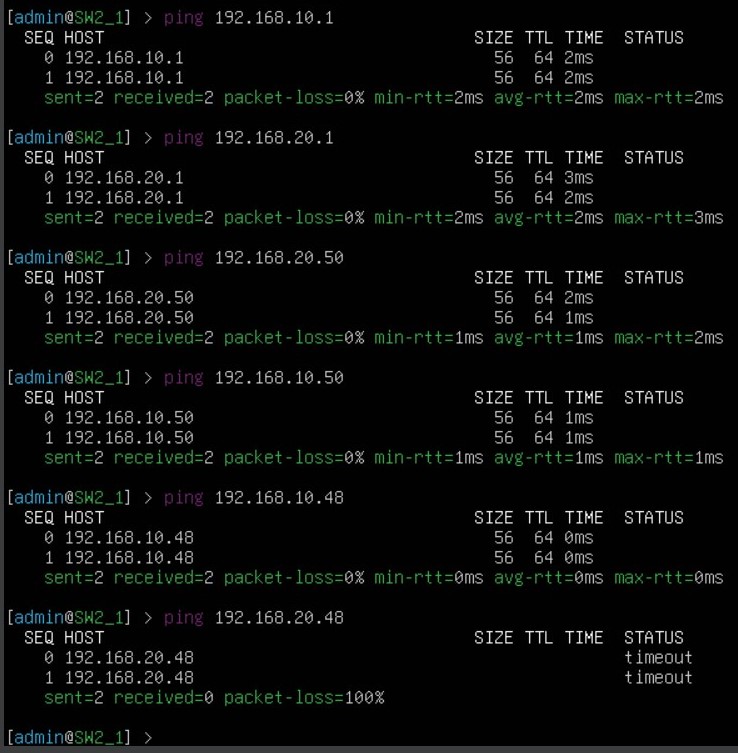 [admin@SW2_1] > ping 192.168.10.1
SEQ HOST SIZE TTL TIME STATUS
0 192.168.10.1 56 64 2ms
1 192.168.10.1 56 64 2ms
sent=2 received=2 packet-loss=0% min-rtt=2ms avg-rtt=2ms max-rtt=2ms
[admin@SW2_1] > ping 192.168.20.1
SEQ HOST SIZE TTL TIME STATUS
0 192.168.20.1 56 64 3ms
1 192.168.20.1 56 64 2ms
sent=2 received=2 packet-loss=0% min-rtt=2ms avg-rtt=2ms max-rtt=3ms
[admin@SW2_1] > ping 192.168.20.50
SEQ HOST SIZE TTL TIME STATUS
0 192.168.20.50 56 64 2ms
1 192.168.20.50 56 64 1ms
sent=2 received=2 packet-loss=0% min-rtt=1ms avg-rtt=1ms max-rtt=2ms
[admin@SW2_1] > ping 192.168.10.50
SEQ HOST SIZE TTL TIME STATUS
0 192.168.10.50 56 64 1ms
1 192.168.10.50 56 64 1ms
sent=2 received=2 packet-loss=0% min-rtt=1ms avg-rtt=1ms max-rtt=1ms
[admin@SW2_1] > ping 192.168.10.48
SEQ HOST SIZE TTL TIME STATUS
0 192.168.10.48 56 64 0ms
1 192.168.10.48 56 64 0ms
sent=2 received=2 packet-loss=0% min-rtt=0ms avg-rtt=0ms max-rtt=0ms
[admin@SW2_1] > ping 192.168.20.48
SEQ HOST SIZE TTL TIME STATUS
0 192.168.20.48 timeout
1 192.168.20.48 timeout
sent=2 received=0 packet-loss=100%
[admin@SW2_1] >